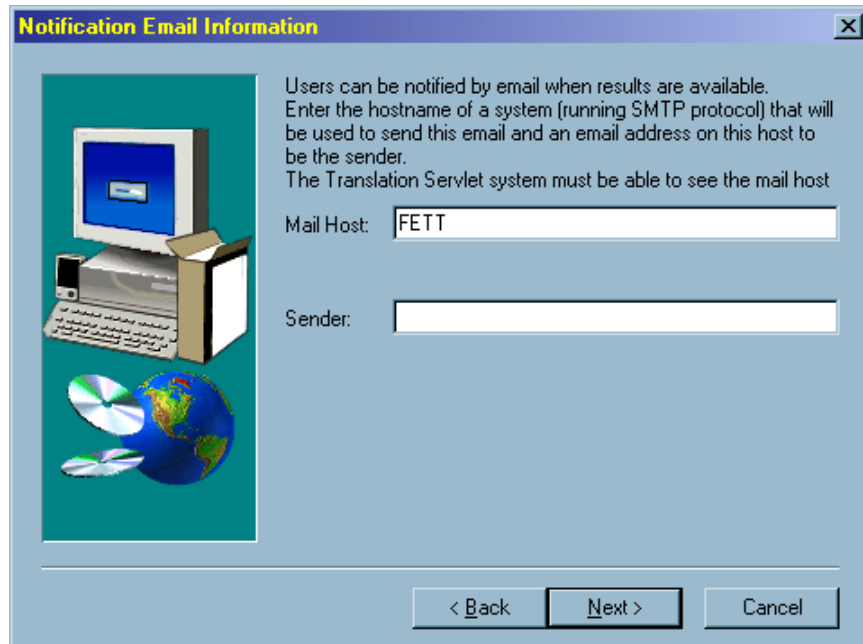 Notification Email Information
Users can be notified by email when results are available.
Enter the hostname of a system (running SMTP protocol) that will
be used to send this email and an email address on this host to
be the sender.
The Translation Servlet system must be able to see the mail host
Mail Host: FETT
Sender:
< Back Next > Cancel